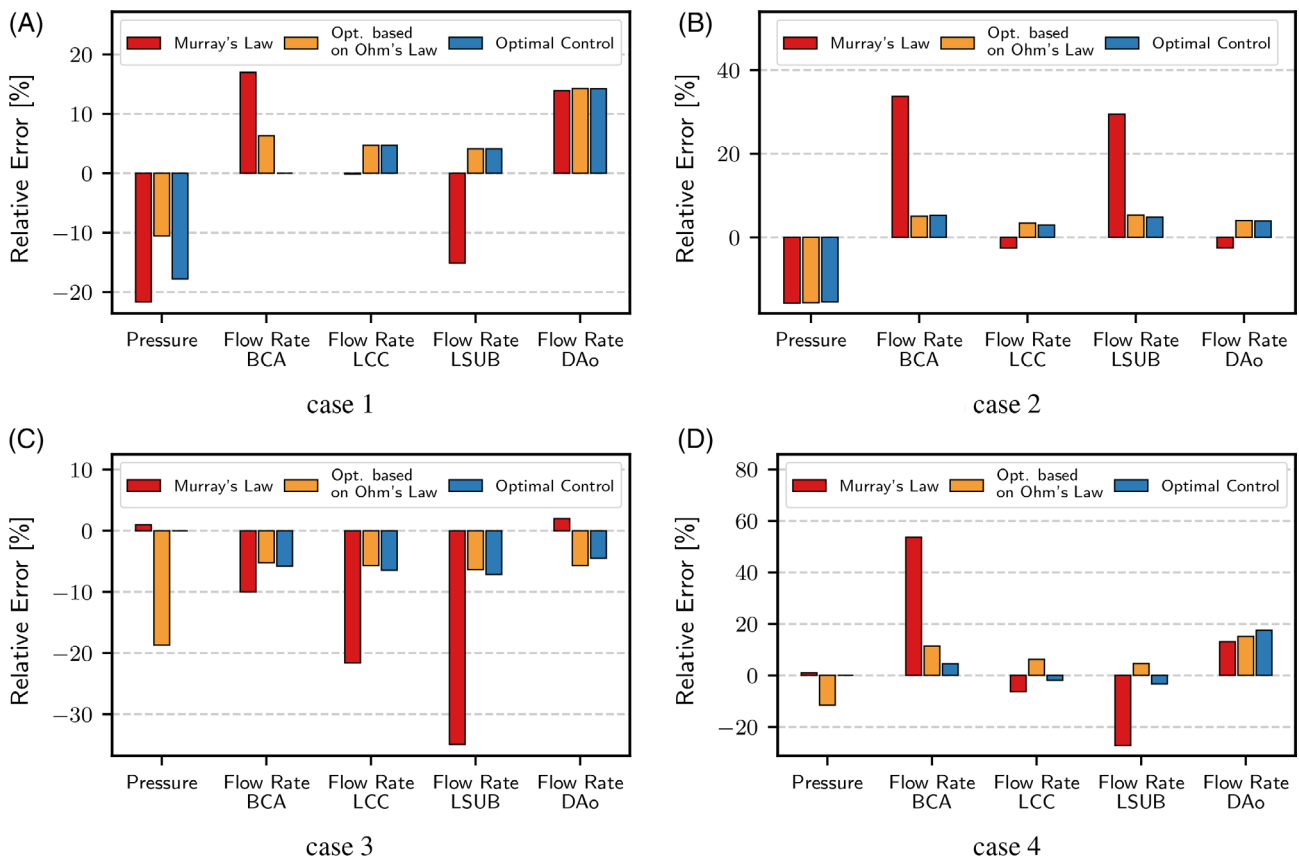 (A)
Murray's Law
Opt. based
on Ohm's Law
Optimal Control
Relative Error [%]
20
10
0
−10
−20
Pressure
Flow Rate
BCA
Flow Rate
LCC
Flow Rate
LSUB
Flow Rate
DAo
case 1
(B)
Murray's Law
Opt. based
on Ohm's Law
Optimal Control
Relative Error [%]
40
20
0
Pressure
Flow Rate
BCA
Flow Rate
LCC
Flow Rate
LSUB
Flow Rate
DAo
case 2
(C)
Murray's Law
Opt. based
on Ohm's Law
Optimal Control
Relative Error [%]
10
0
−10
−20
−30
Pressure
Flow Rate
BCA
Flow Rate
LCC
Flow Rate
LSUB
Flow Rate
DAo
case 3
(D)
Murray's Law
Opt. based
on Ohm's Law
Optimal Control
Relative Error [%]
80
60
40
20
0
−20
Pressure
Flow Rate
BCA
Flow Rate
LCC
Flow Rate
LSUB
Flow Rate
DAo
case 4